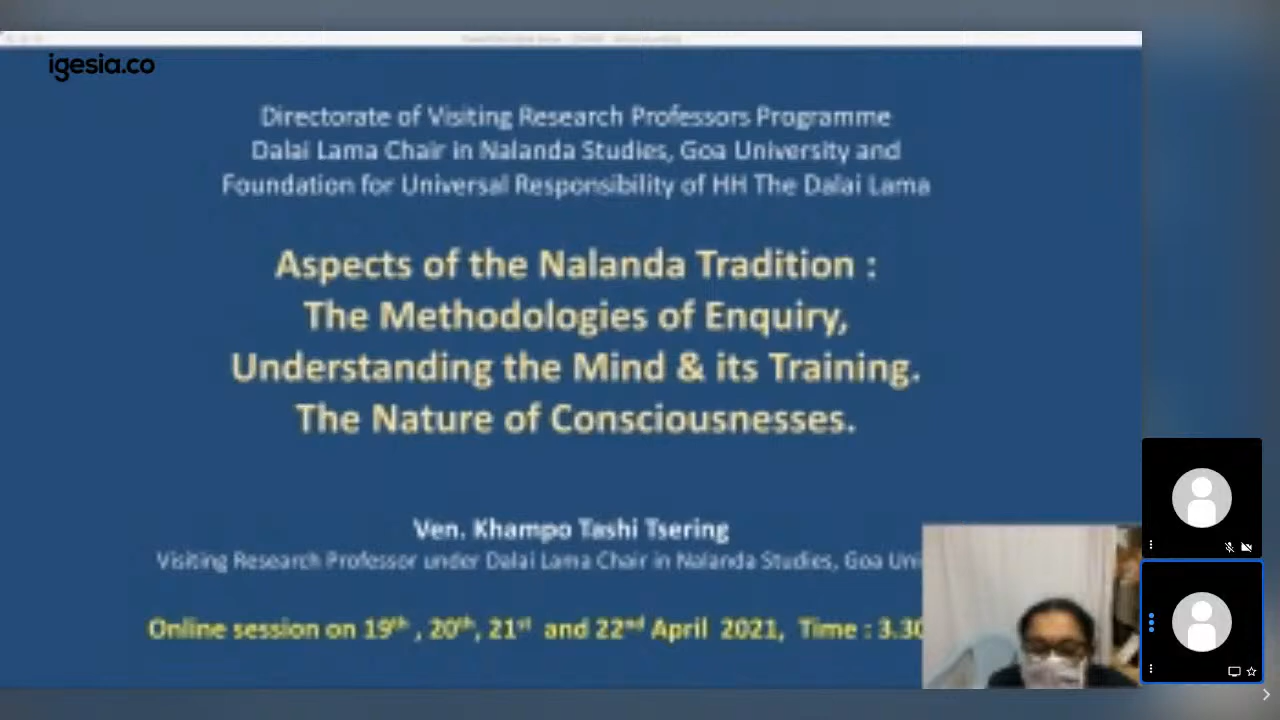 igesia.co
Directorate of Visiting Research Professors Programme
Dalai Lama Chair in Nalanda Studies, Goa University and
Foundation for Universal Responsibility of HH The Dalai Lama
Aspects of the Nalanda Tradition :
The Methodologies of Enquiry,
Understanding the Mind & its Training.
The Nature of Consciousnesses.
Ven. Khampo Tashi Tsering
Visiting Research Professor under Dalai Lama Chair in Nalanda Studies, Goa Uni
Online session on 19th , 20th, 21st and 22nd April 2021, Time : 3.30